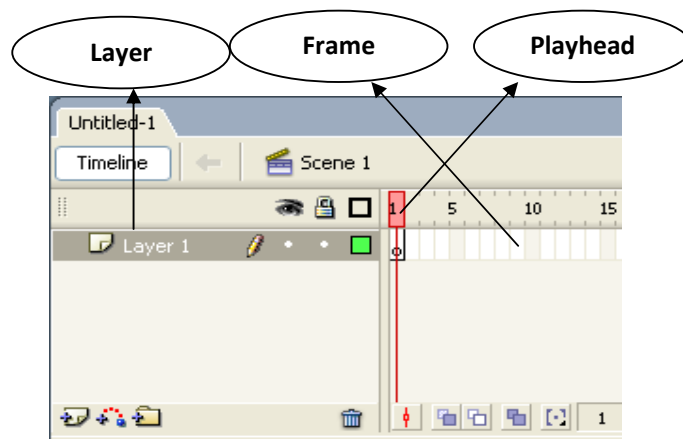 Layer Frame Playhead
Untitled-1
Timeline Scene 1
1 5 10 15
Layer 1
1